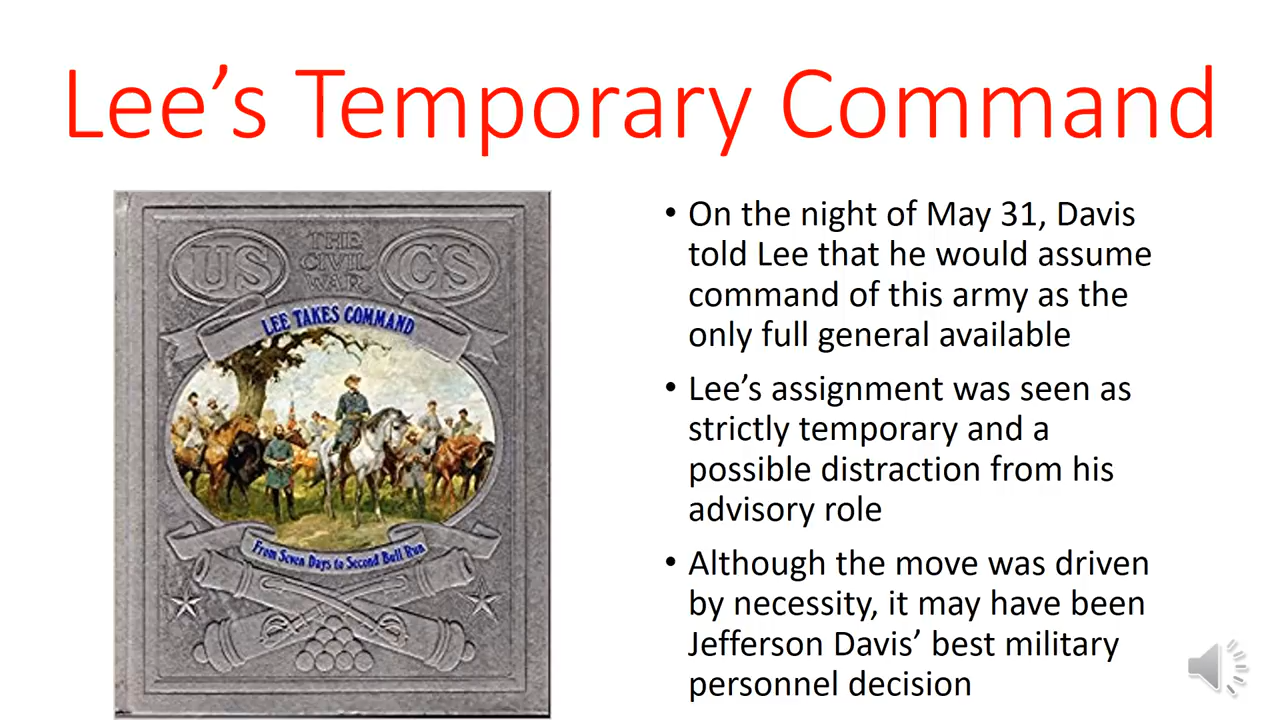 Lee’s Temporary Command
US
THE
CIVIL
WAR
CS
LEE TAKES COMMAND
From Seven Days to Second Bull Run
• On the night of May 31, Davis
told Lee that he would assume
command of this army as the
only full general available
• Lee’s assignment was seen as
strictly temporary and a
possible distraction from his
advisory role
• Although the move was driven
by necessity, it may have been
Jefferson Davis’ best military
personnel decision